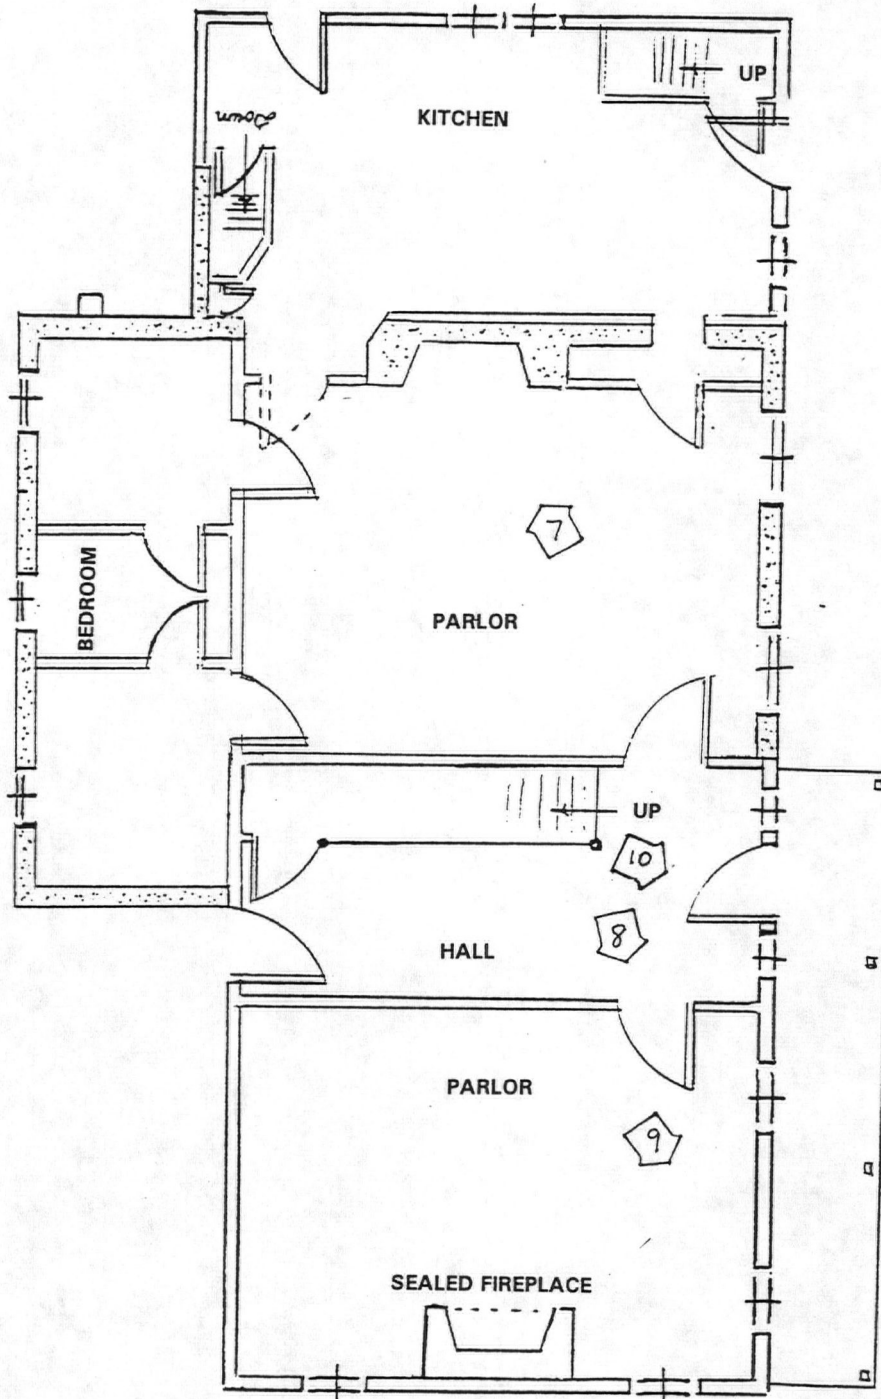 UP
KITCHEN
Down
7
BEDROOM
PARLOR
UP
10
8
HALL
PARLOR
9
SEALED FIREPLACE